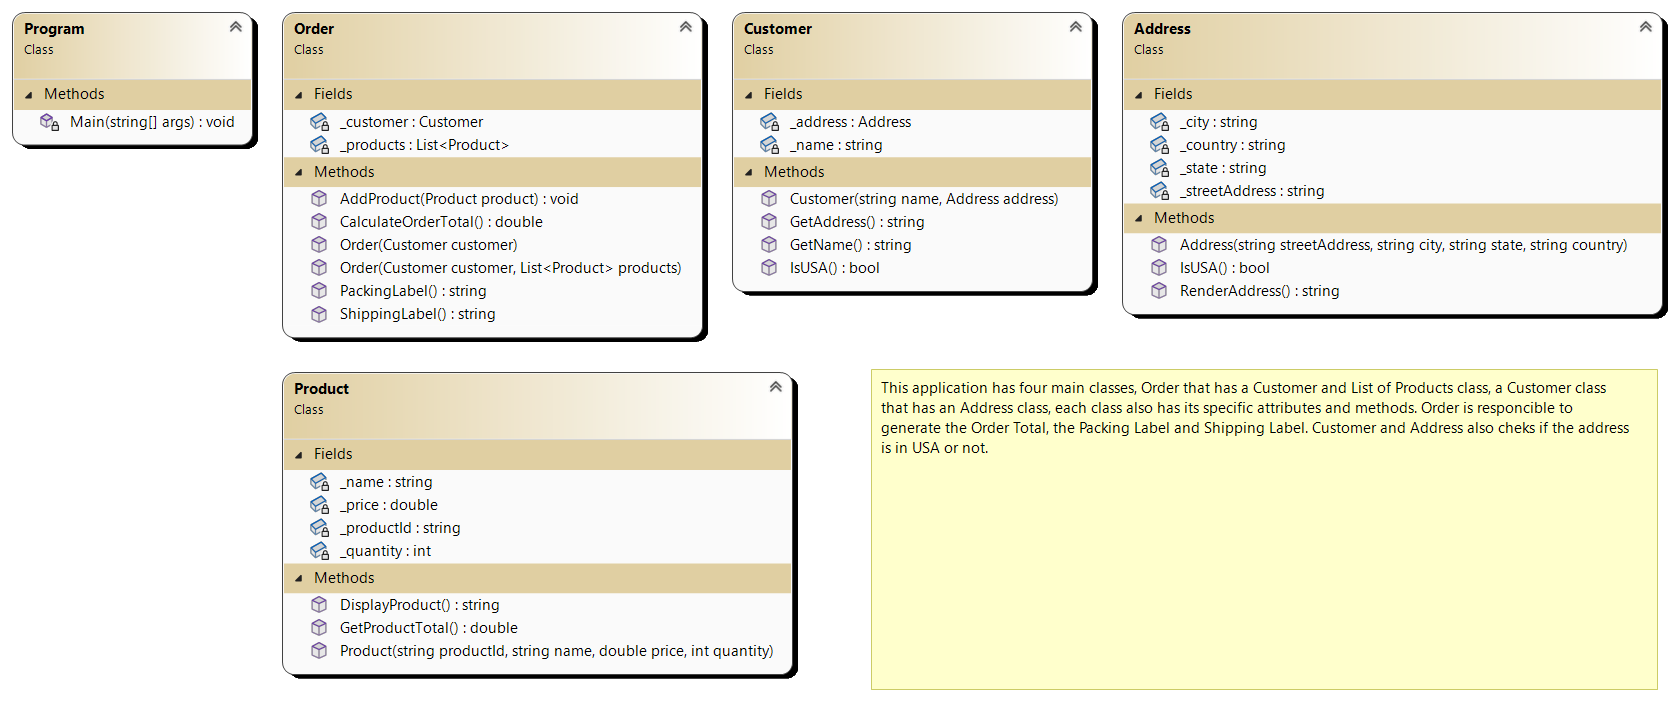 Program
Class
Methods
Main(string[] args) : void
Order
Class
Fields
_customer : Customer
_products : List<Product>
Methods
AddProduct(Product product) : void
CalculateOrderTotal() : double
Order(Customer customer)
Order(Customer customer, List<Product> products)
PackingLabel() : string
ShippingLabel() : string
Customer
Class
Fields
_address : Address
_name : string
Methods
Customer(string name, Address address)
GetAddress() : string
GetName() : string
IsUSA() : bool
Address
Class
Fields
_city : string
_country : string
_state : string
_streetAddress : string
Methods
Address(string streetAddress, string city, string state, string country)
IsUSA() : bool
RenderAddress() : string
Product
Class
Fields
_name : string
_price : double
_productId : string
_quantity : int
Methods
DisplayProduct() : string
GetProductTotal() : double
Product(string productId, string name, double price, int quantity)
This application has four main classes, Order that has a Customer and List of Products class, a Customer class
that has an Address class, each class also has its specific attributes and methods. Order is responcible to
generate the Order Total, the Packing Label and Shipping Label. Customer and Address also cheks if the address
is in USA or not.